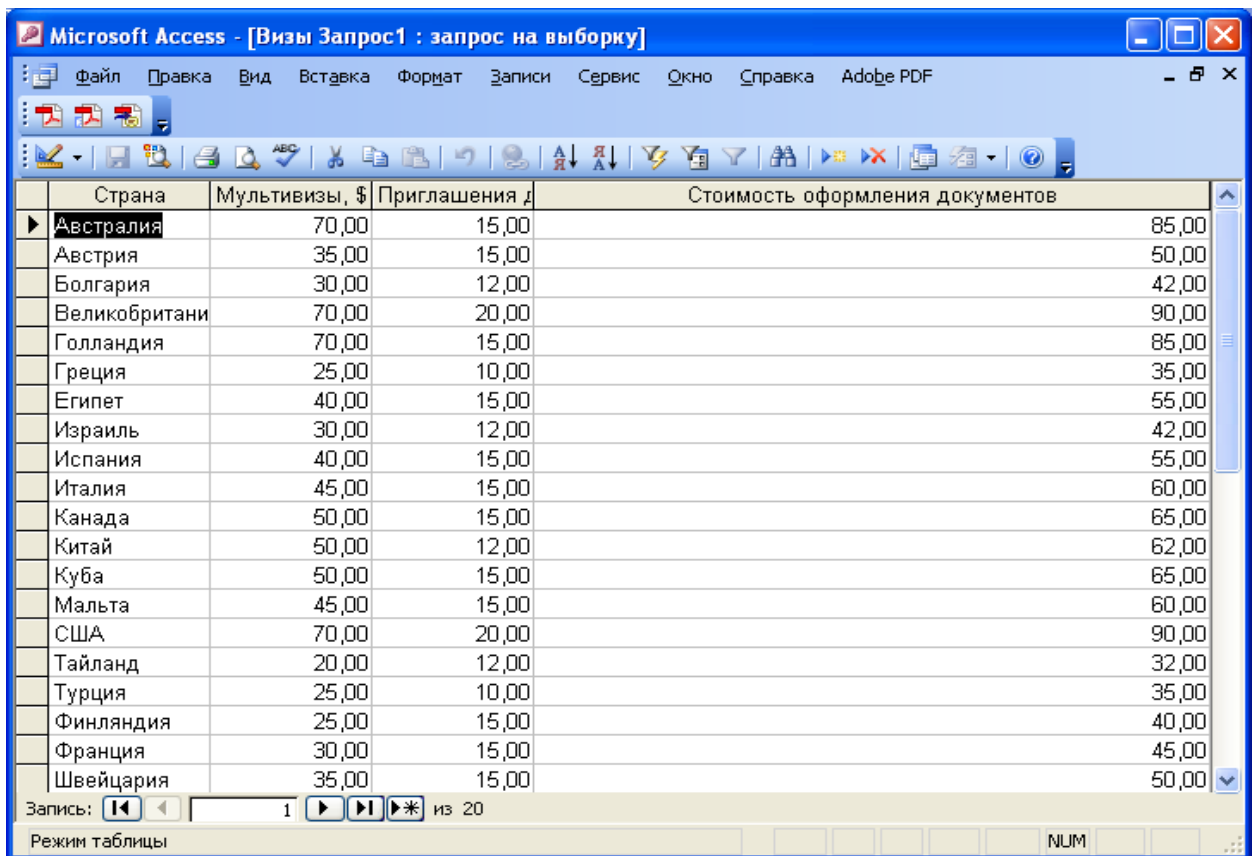 Microsoft Access - [Визы Запрос1 : запрос на выборку]
Файл Правка Вид Вставка Формат Записи Сервис Окно Справка Adobe PDF
Страна Мультивизы, $ Приглашения д Стоимость оформления документов
Австралия 70,00 15,00 85,00
Австрия 35,00 15,00 50,00
Болгария 30,00 12,00 42,00
Великобритани 70,00 20,00 90,00
Голландия 70,00 15,00 85,00
Греция 25,00 10,00 35,00
Египет 40,00 15,00 55,00
Израиль 30,00 12,00 42,00
Испания 40,00 15,00 55,00
Италия 45,00 15,00 60,00
Канада 50,00 15,00 65,00
Китай 50,00 12,00 62,00
Куба 50,00 15,00 65,00
Мальта 45,00 15,00 60,00
США 70,00 20,00 90,00
Тайланд 20,00 12,00 32,00
Турция 25,00 10,00 35,00
Финляндия 25,00 15,00 40,00
Франция 30,00 15,00 45,00
Швейцария 35,00 15,00 50,00
Запись: 1 из 20
Режим таблицы NUM